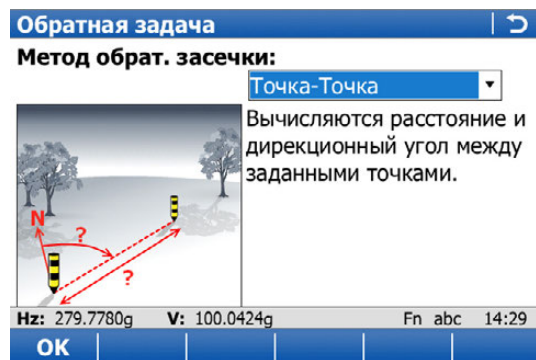 Обратная задача
Метод обрат. засечки:
Точка-Точка
Вычисляются расстояние и
дирекционный угол между
заданными точками.
N
?
?
Hz: 279.7780g V: 100.0424g Fn abc 14:29
OK